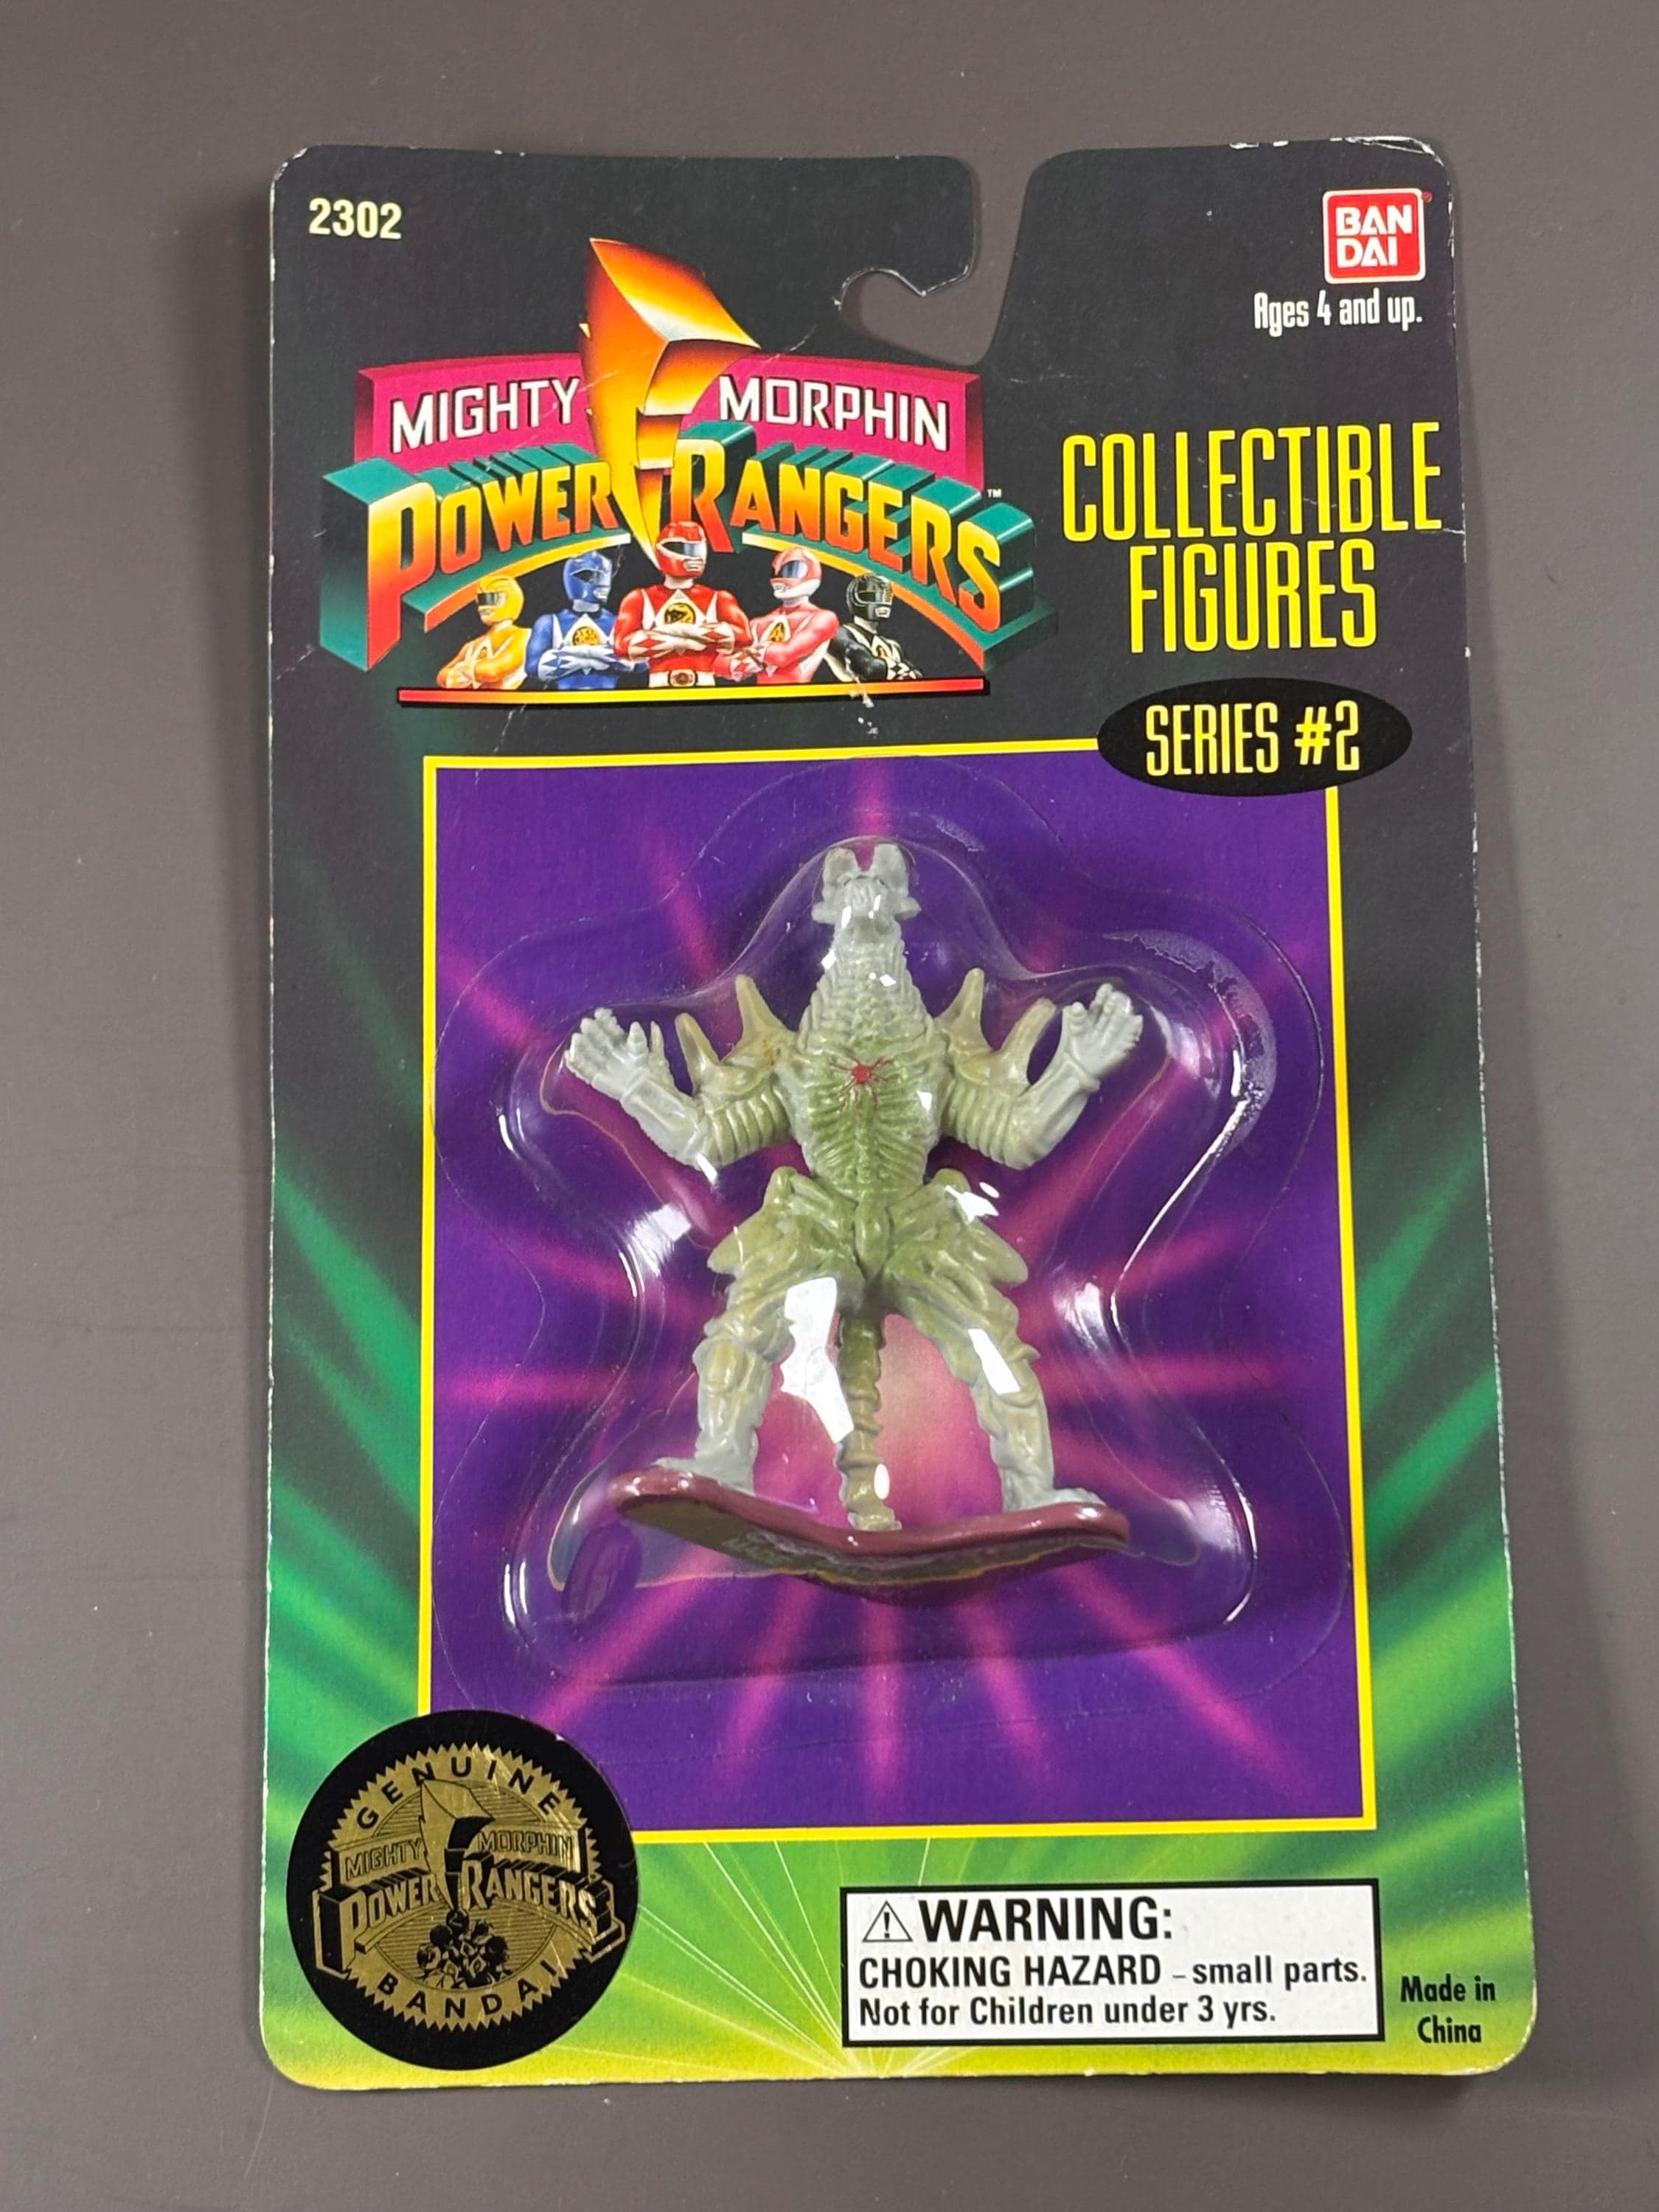 2302
BAN
DAI
Ages 4 and up.
MIGHTY MORPHIN
POWER RANGERS™
COLLECTIBLE
FIGURES
SERIES #2
GENUINE
MIGHTY MORPHIN
POWER RANGERS
BANDAI
⚠WARNING:
CHOKING HAZARD – small parts.
Not for Children under 3 yrs.
Made in
China